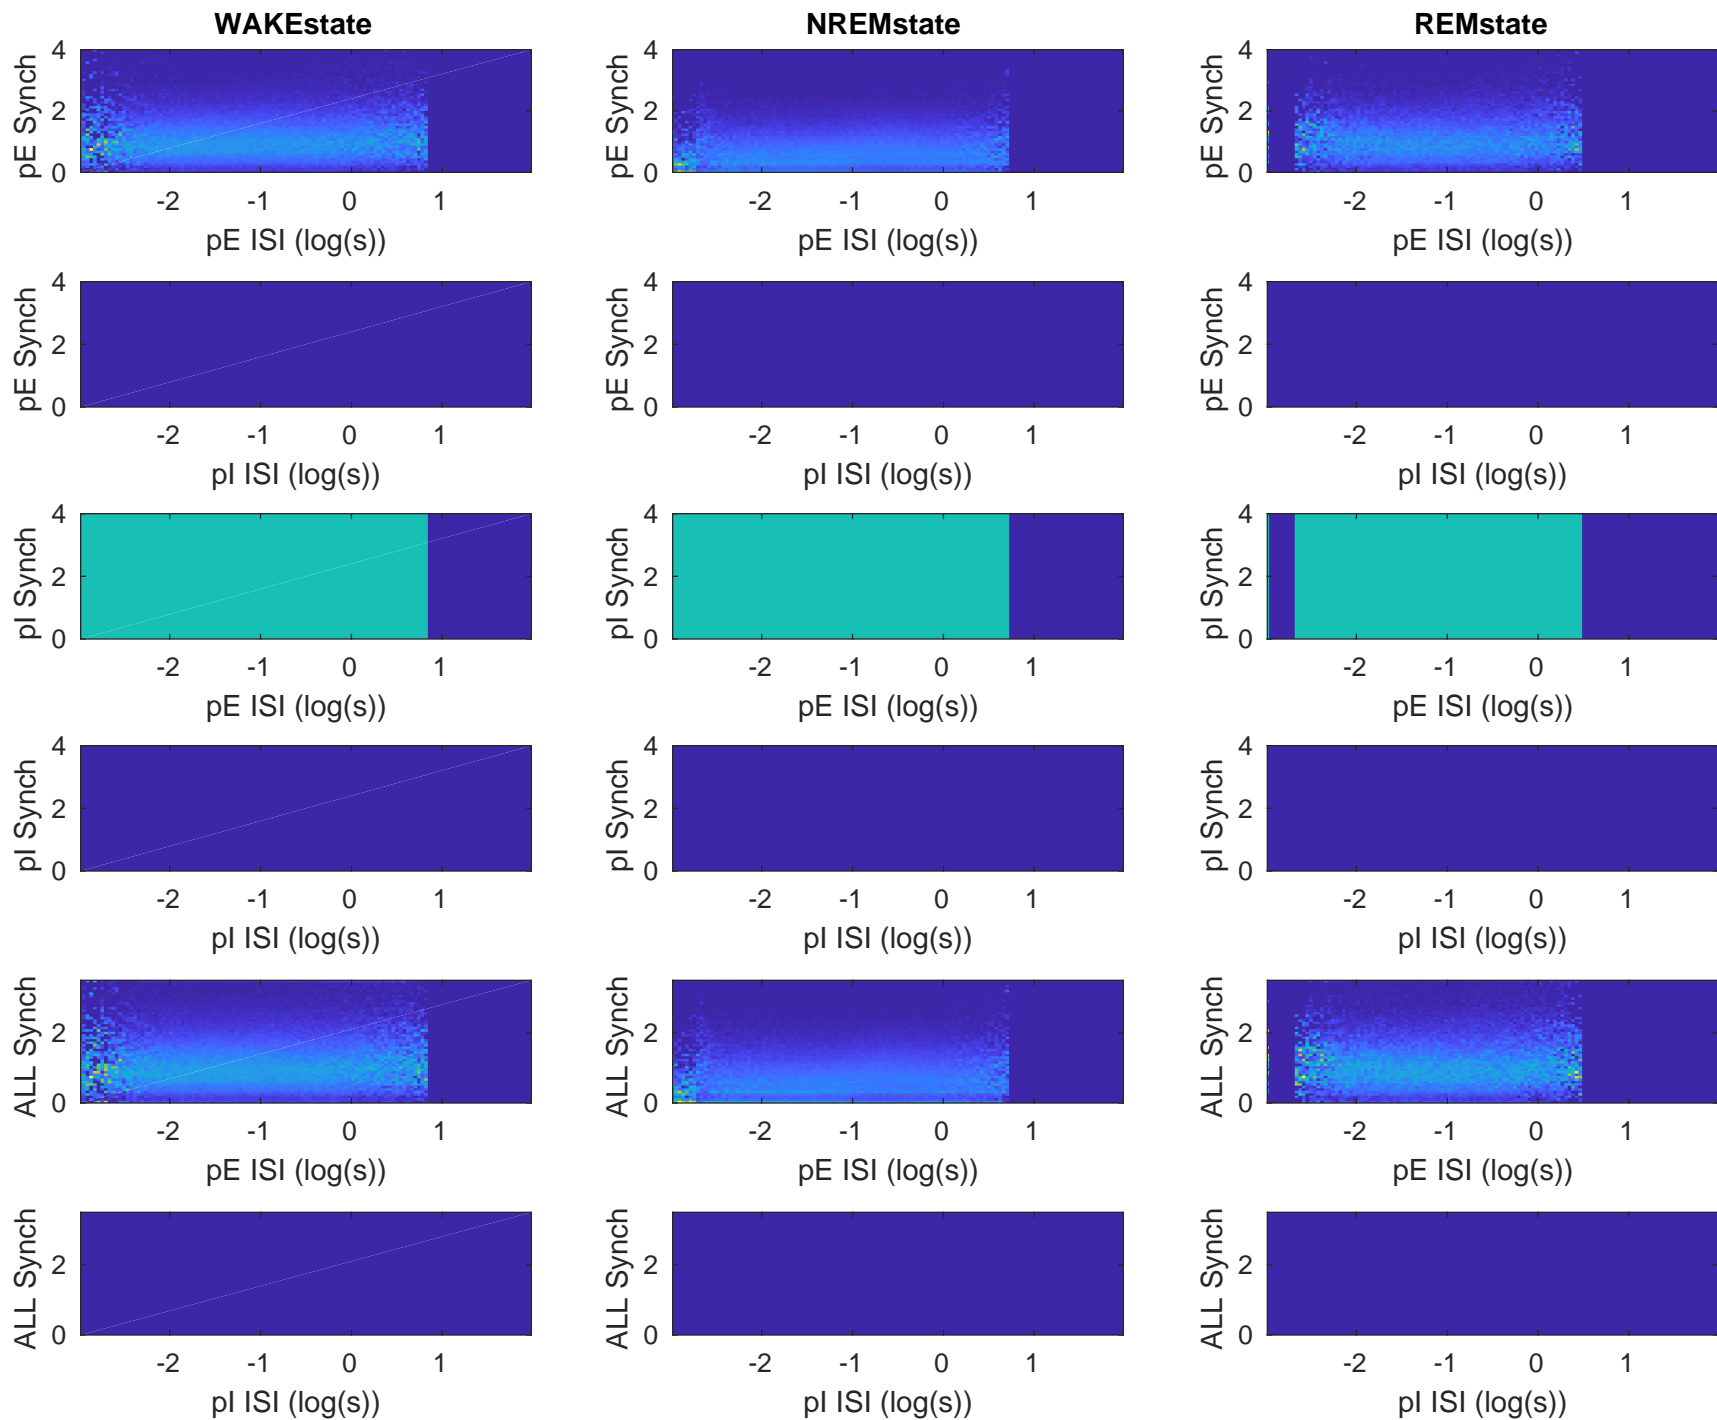 WAKEstate NREMstate REMstate
pE Synch 4 2 0 pE Synch 4 2 0 pE Synch 4 2 0
-2 -1 0 1 -2 -1 0 1 -2 -1 0 1
pE ISI (log(s)) pE ISI (log(s)) pE ISI (log(s))
pE Synch 4 2 0 pE Synch 4 2 0 pE Synch 4 2 0
-2 -1 0 1 -2 -1 0 1 -2 -1 0 1
pI ISI (log(s)) pI ISI (log(s)) pI ISI (log(s))
pI Synch 4 2 0 pI Synch 4 2 0 pI Synch 4 2 0
-2 -1 0 1 -2 -1 0 1 -2 -1 0 1
pE ISI (log(s)) pE ISI (log(s)) pE ISI (log(s))
pI Synch 4 2 0 pI Synch 4 2 0 pI Synch 4 2 0
-2 -1 0 1 -2 -1 0 1 -2 -1 0 1
pI ISI (log(s)) pI ISI (log(s)) pI ISI (log(s))
ALL Synch 2 0 ALL Synch 2 0 ALL Synch 2 0
-2 -1 0 1 -2 -1 0 1 -2 -1 0 1
pE ISI (log(s)) pE ISI (log(s)) pE ISI (log(s))
ALL Synch 2 0 ALL Synch 2 0 ALL Synch 2 0
-2 -1 0 1 -2 -1 0 1 -2 -1 0 1
pI ISI (log(s)) pI ISI (log(s)) pI ISI (log(s))